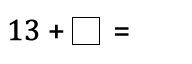 13 + □ =